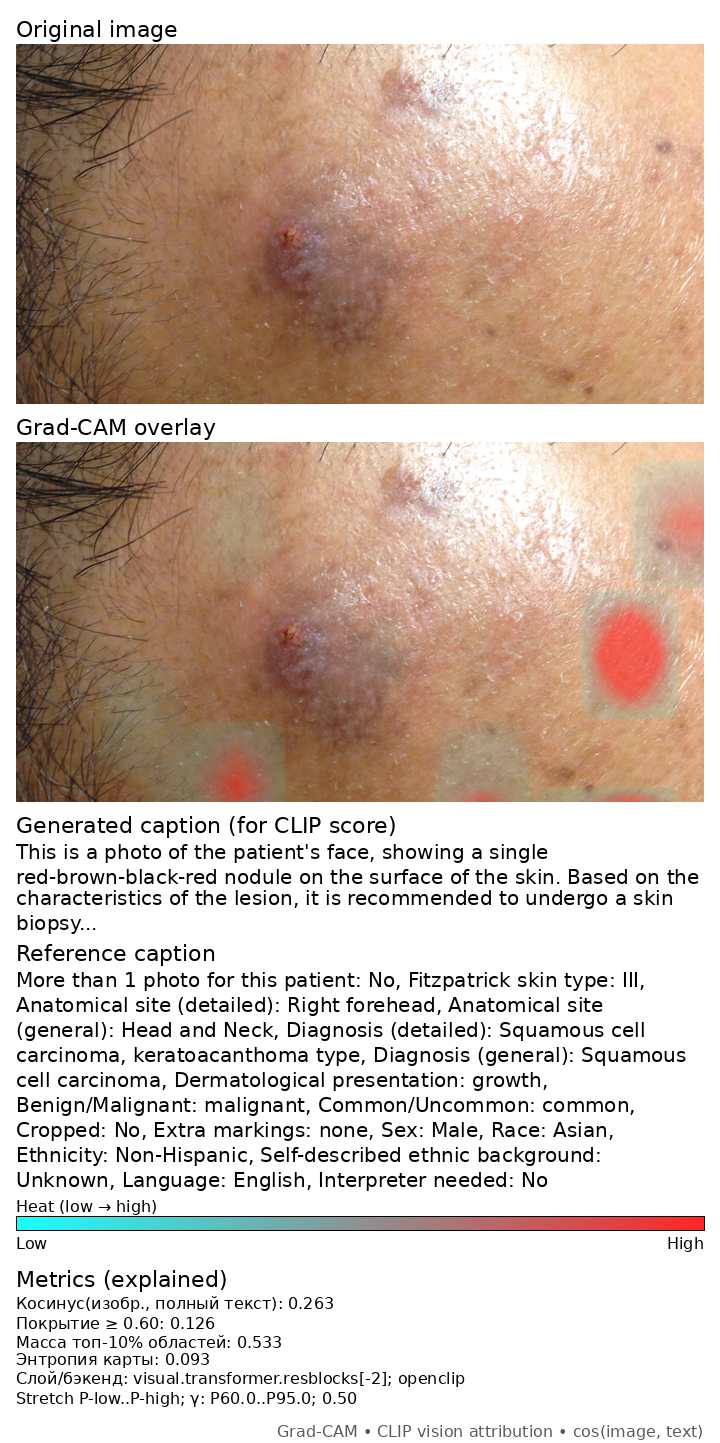 Original image
Grad-CAM overlay
Generated caption (for CLIP score)
This is a photo of the patient's face, showing a single
red-brown-black-red nodule on the surface of the skin. Based on the
characteristics of the lesion, it is recommended to undergo a skin
biopsy...
Reference caption
More than 1 photo for this patient: No, Fitzpatrick skin type: III,
Anatomical site (detailed): Right forehead, Anatomical site
(general): Head and Neck, Diagnosis (detailed): Squamous cell
carcinoma, keratoacanthoma type, Diagnosis (general): Squamous
cell carcinoma, Dermatological presentation: growth,
Benign/Malignant: malignant, Common/Uncommon: common,
Cropped: No, Extra markings: none, Sex: Male, Race: Asian,
Ethnicity: Non-Hispanic, Self-described ethnic background:
Unknown, Language: English, Interpreter needed: No
Heat (low → high)
Low High
Metrics (explained)
Косинус(изобр., полный текст): 0.263
Покрытие ≥ 0.60: 0.126
Масса топ-10% областей: 0.533
Энтропия карты: 0.093
Слой/бэкенд: visual.transformer.resblocks[-2]; openclip
Stretch P-low..P-high; γ: P60.0..P95.0; 0.50
Grad-CAM • CLIP vision attribution • cos(image, text)